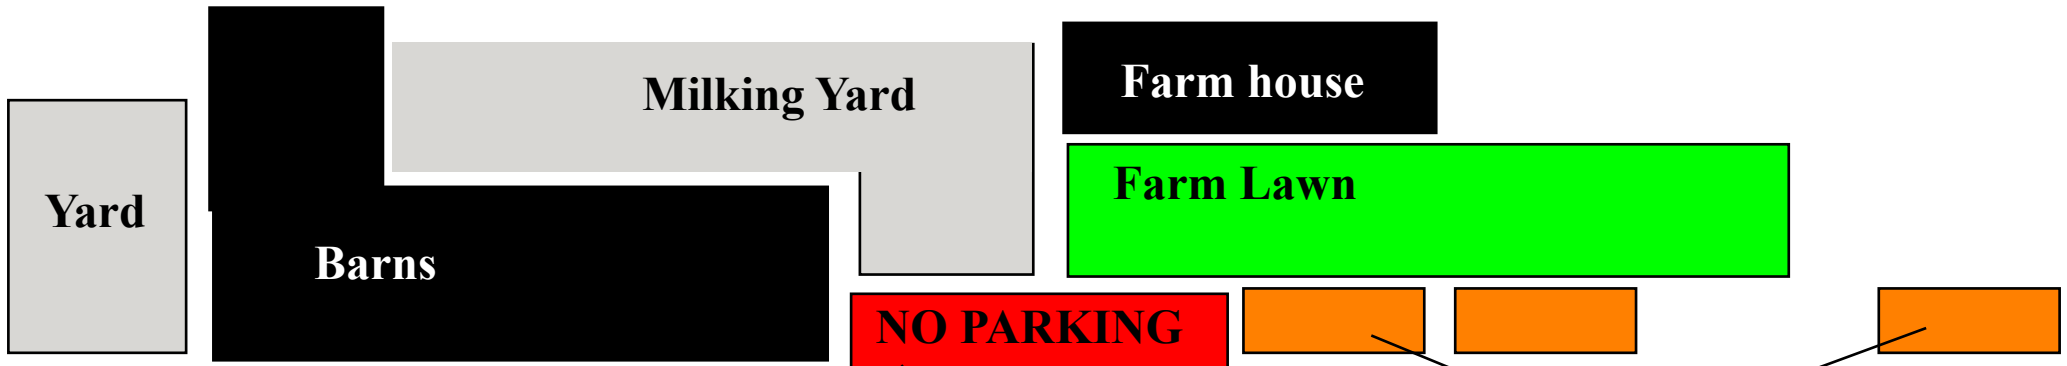 Milking Yard
Farm house
Yard
Farm Lawn
Barns
NO PARKING